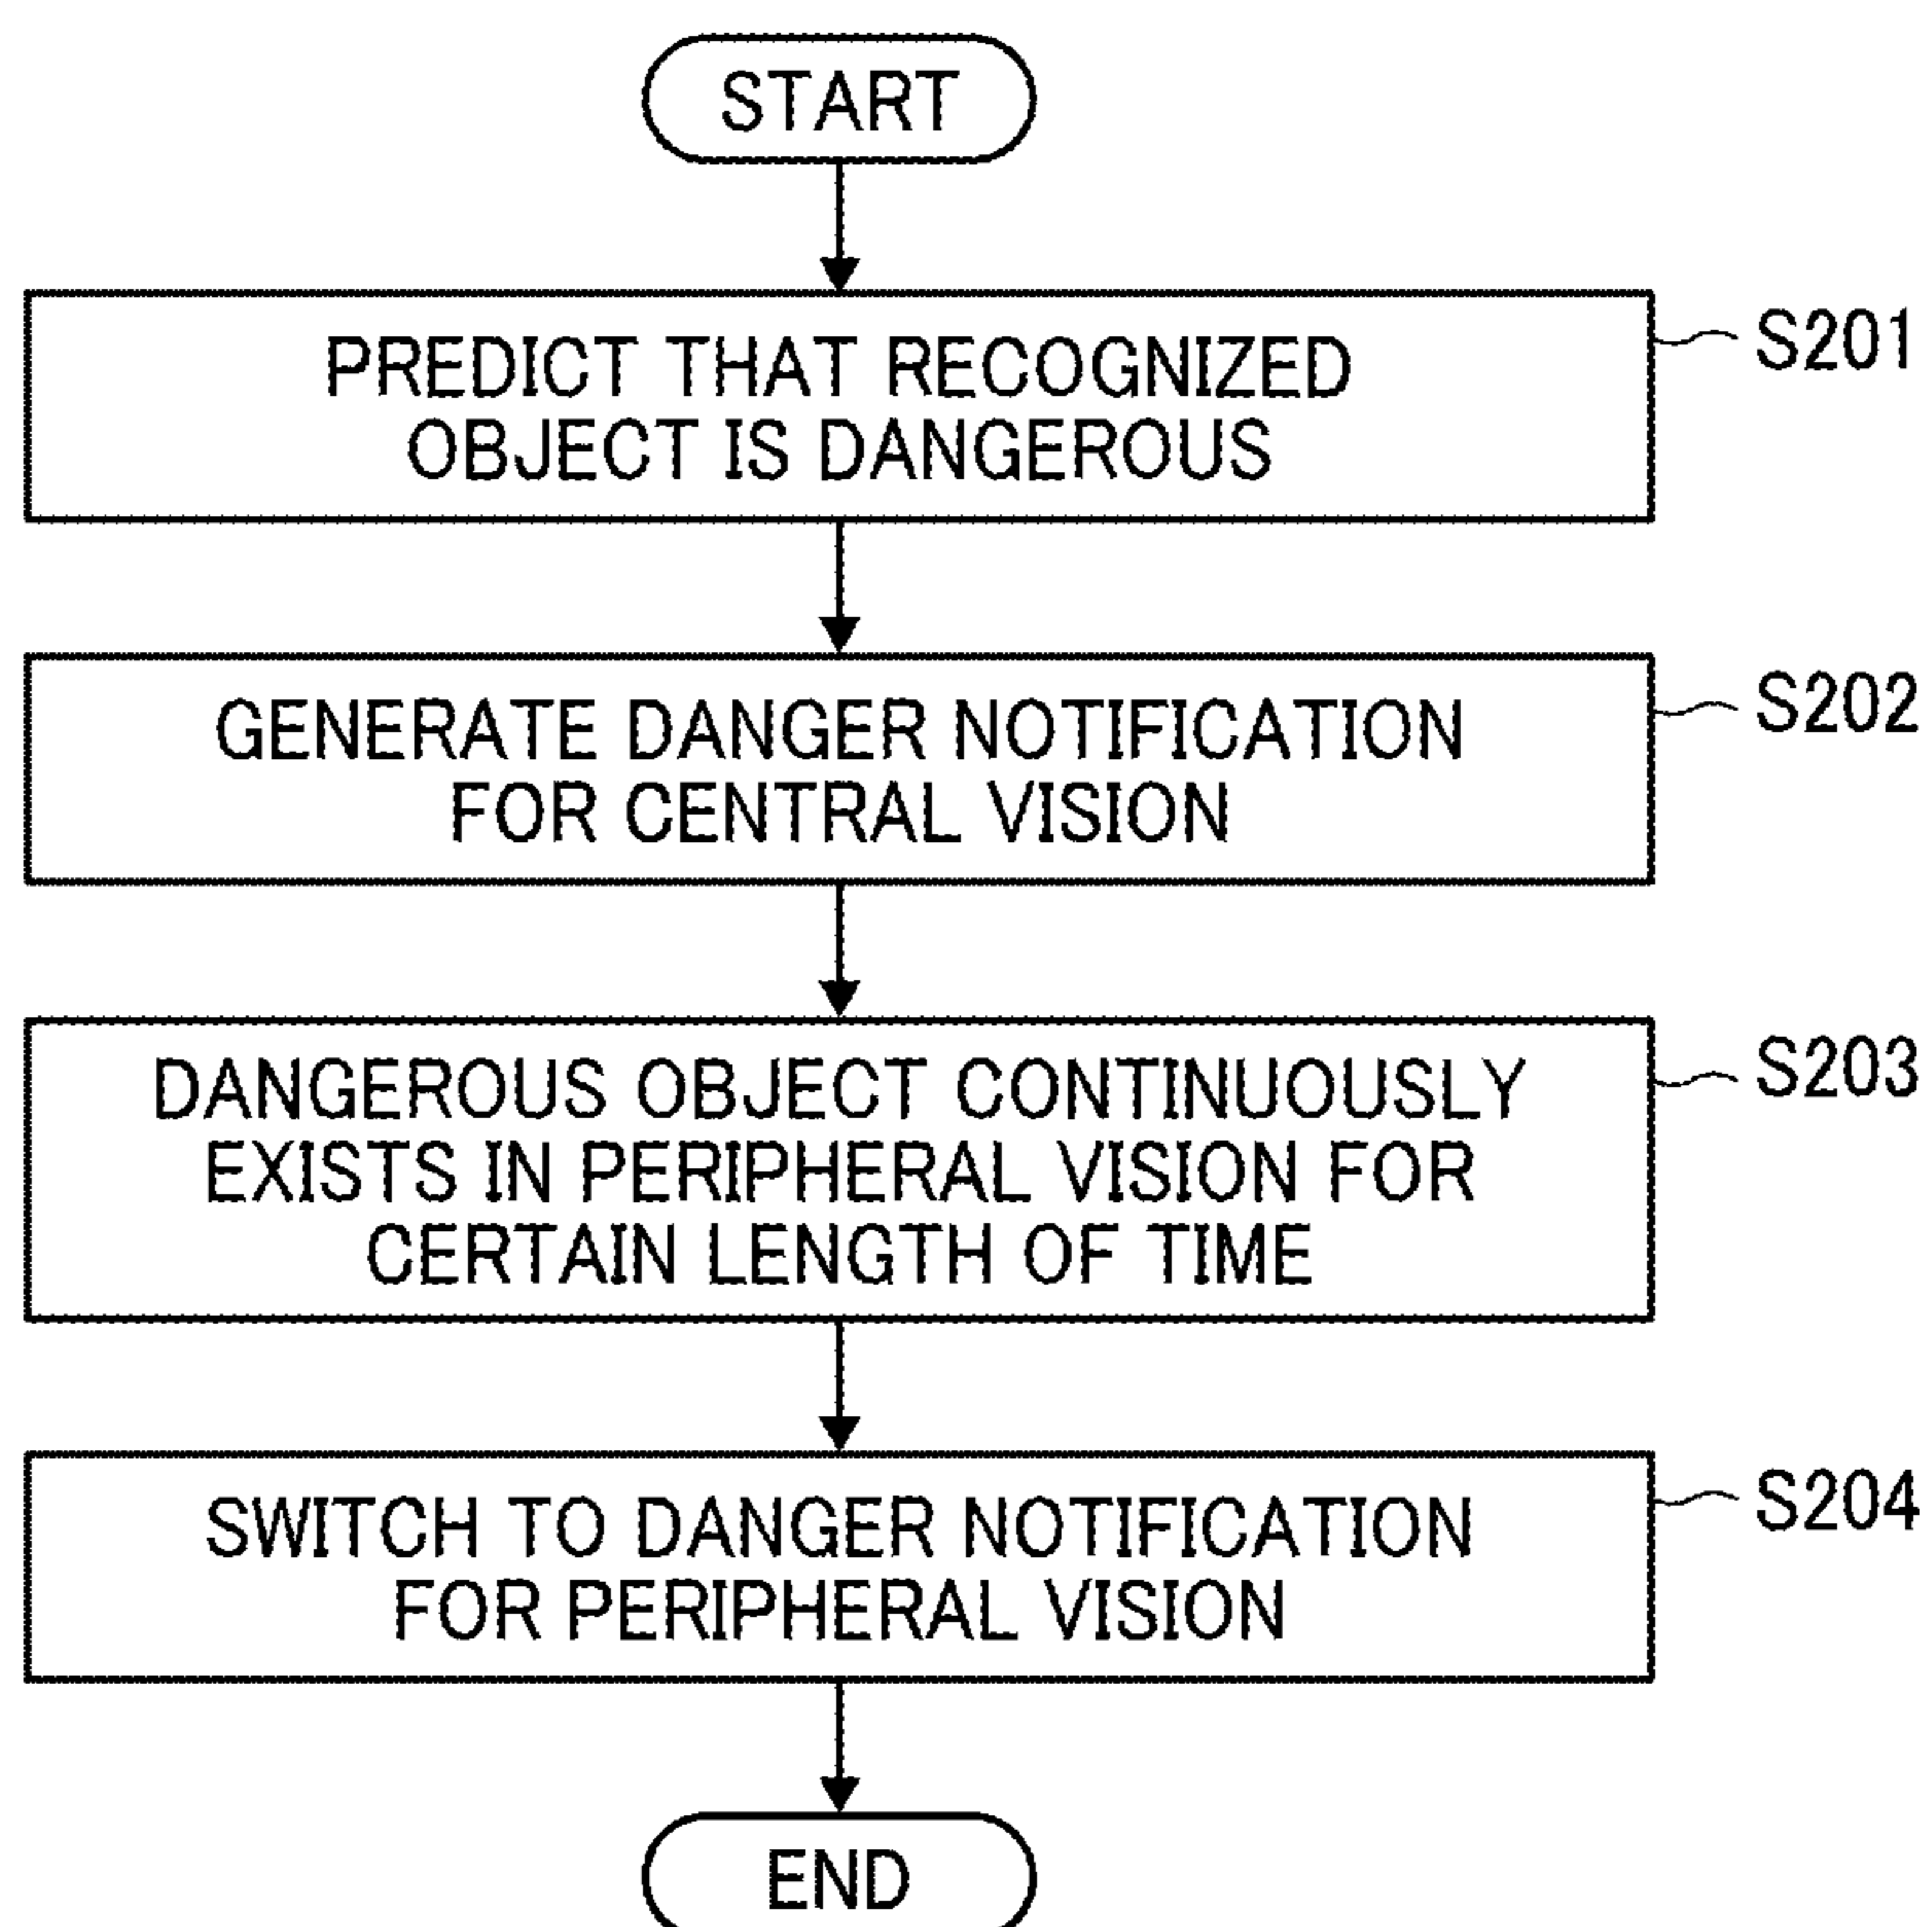 START
PREDICT THAT RECOGNIZED
OBJECT IS DANGEROUS
S201
GENERATE DANGER NOTIFICATION
FOR CENTRAL VISION
S202
DANGEROUS OBJECT CONTINUOUSLY
EXISTS IN PERIPHERAL VISION FOR
CERTAIN LENGTH OF TIME
S203
SWITCH TO DANGER NOTIFICATION
FOR PERIPHERAL VISION
S204
END